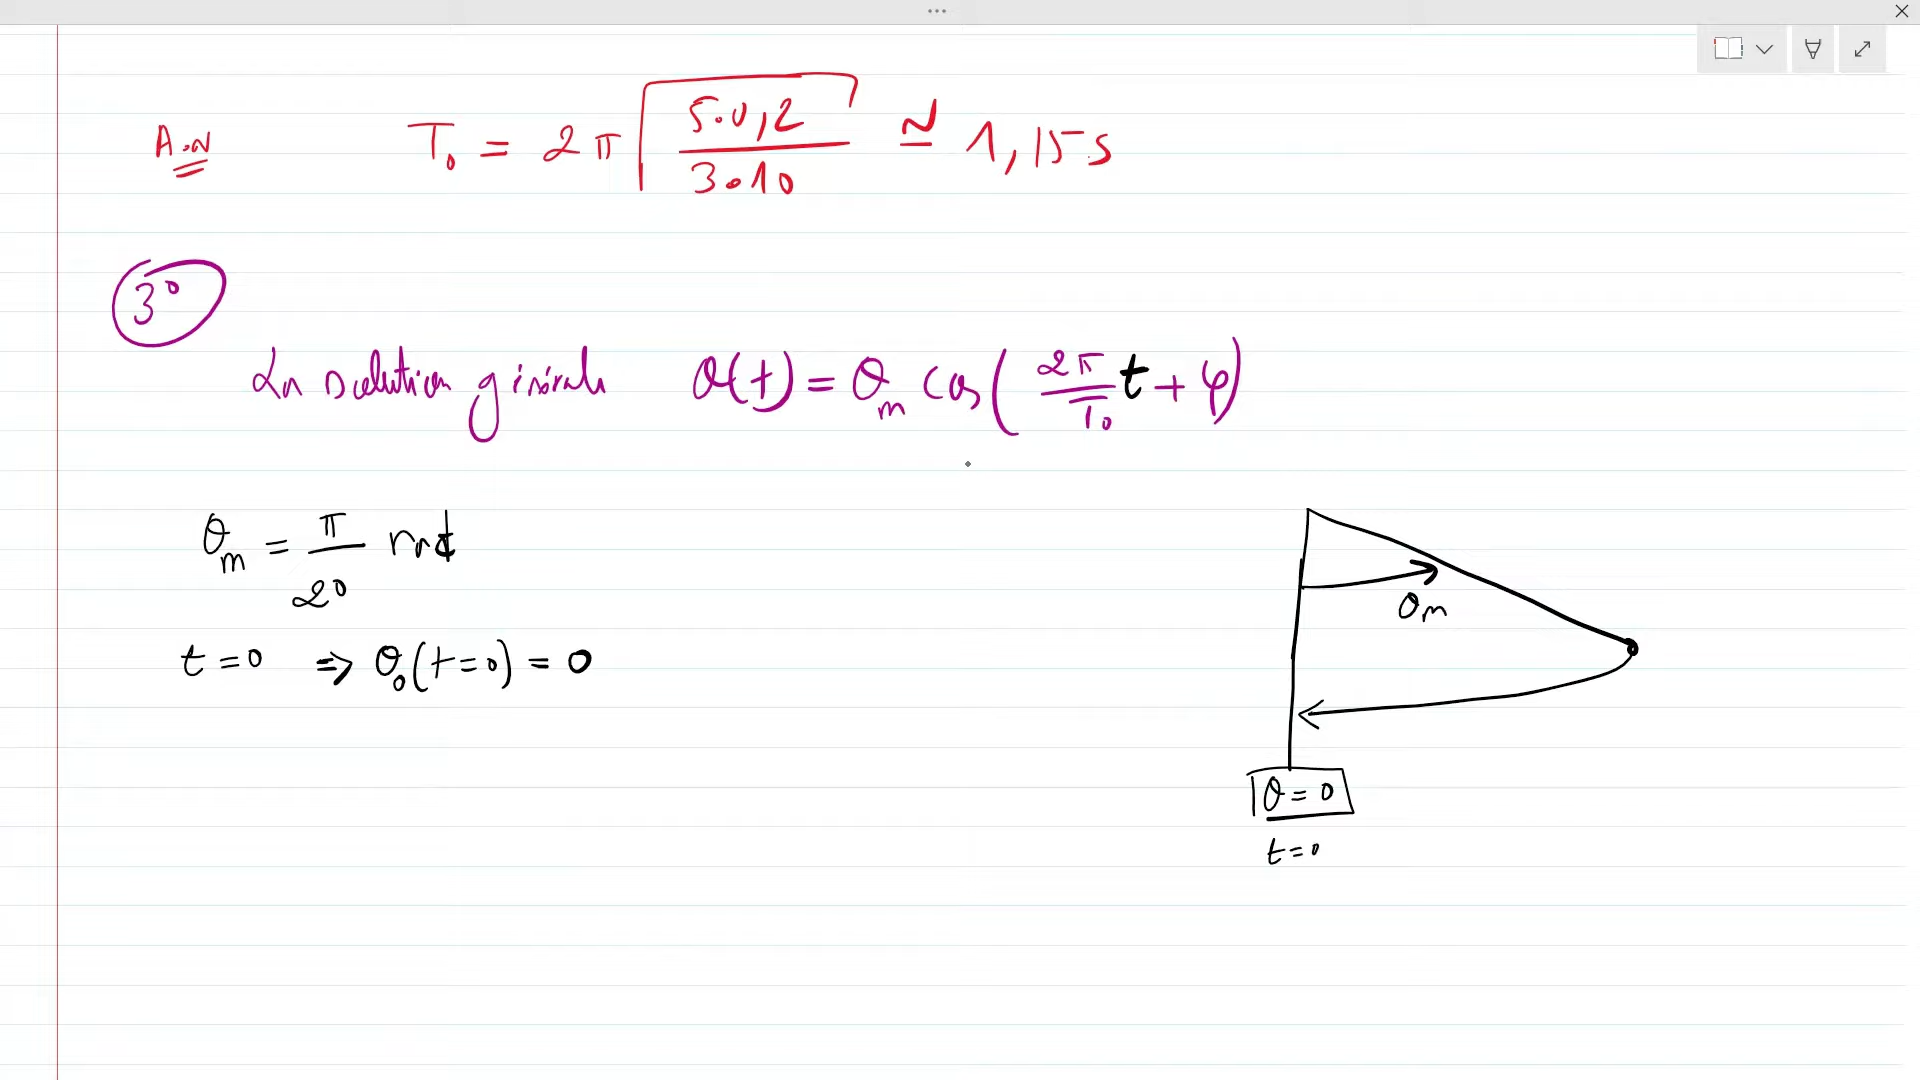 A.N T₀ = 2π √(5.0,2 / 3.10) ≃ 1,15 s
3°
La solution générale θ(t) = θm cos(2π/T₀ t + φ)
θm = π/20 rad
t = 0 ⇒ θ₀(t=0) = 0
θm
θ = 0
t = 0